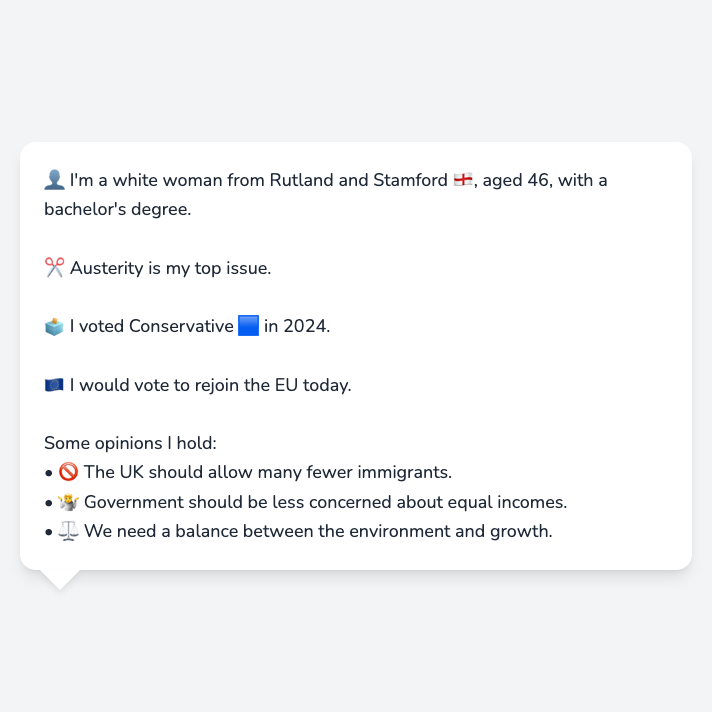 👤 I'm a white woman from Rutland and Stamford 🏴󠁧󠁢󠁥󠁮󠁧󠁿, aged 46, with a
bachelor's degree.
✂️ Austerity is my top issue.
🗳️ I voted Conservative 🟦 in 2024.
🇪🇺 I would vote to rejoin the EU today.
Some opinions I hold:
• 🚫 The UK should allow many fewer immigrants.
• 🤷 Government should be less concerned about equal incomes.
• ⚖️ We need a balance between the environment and growth.